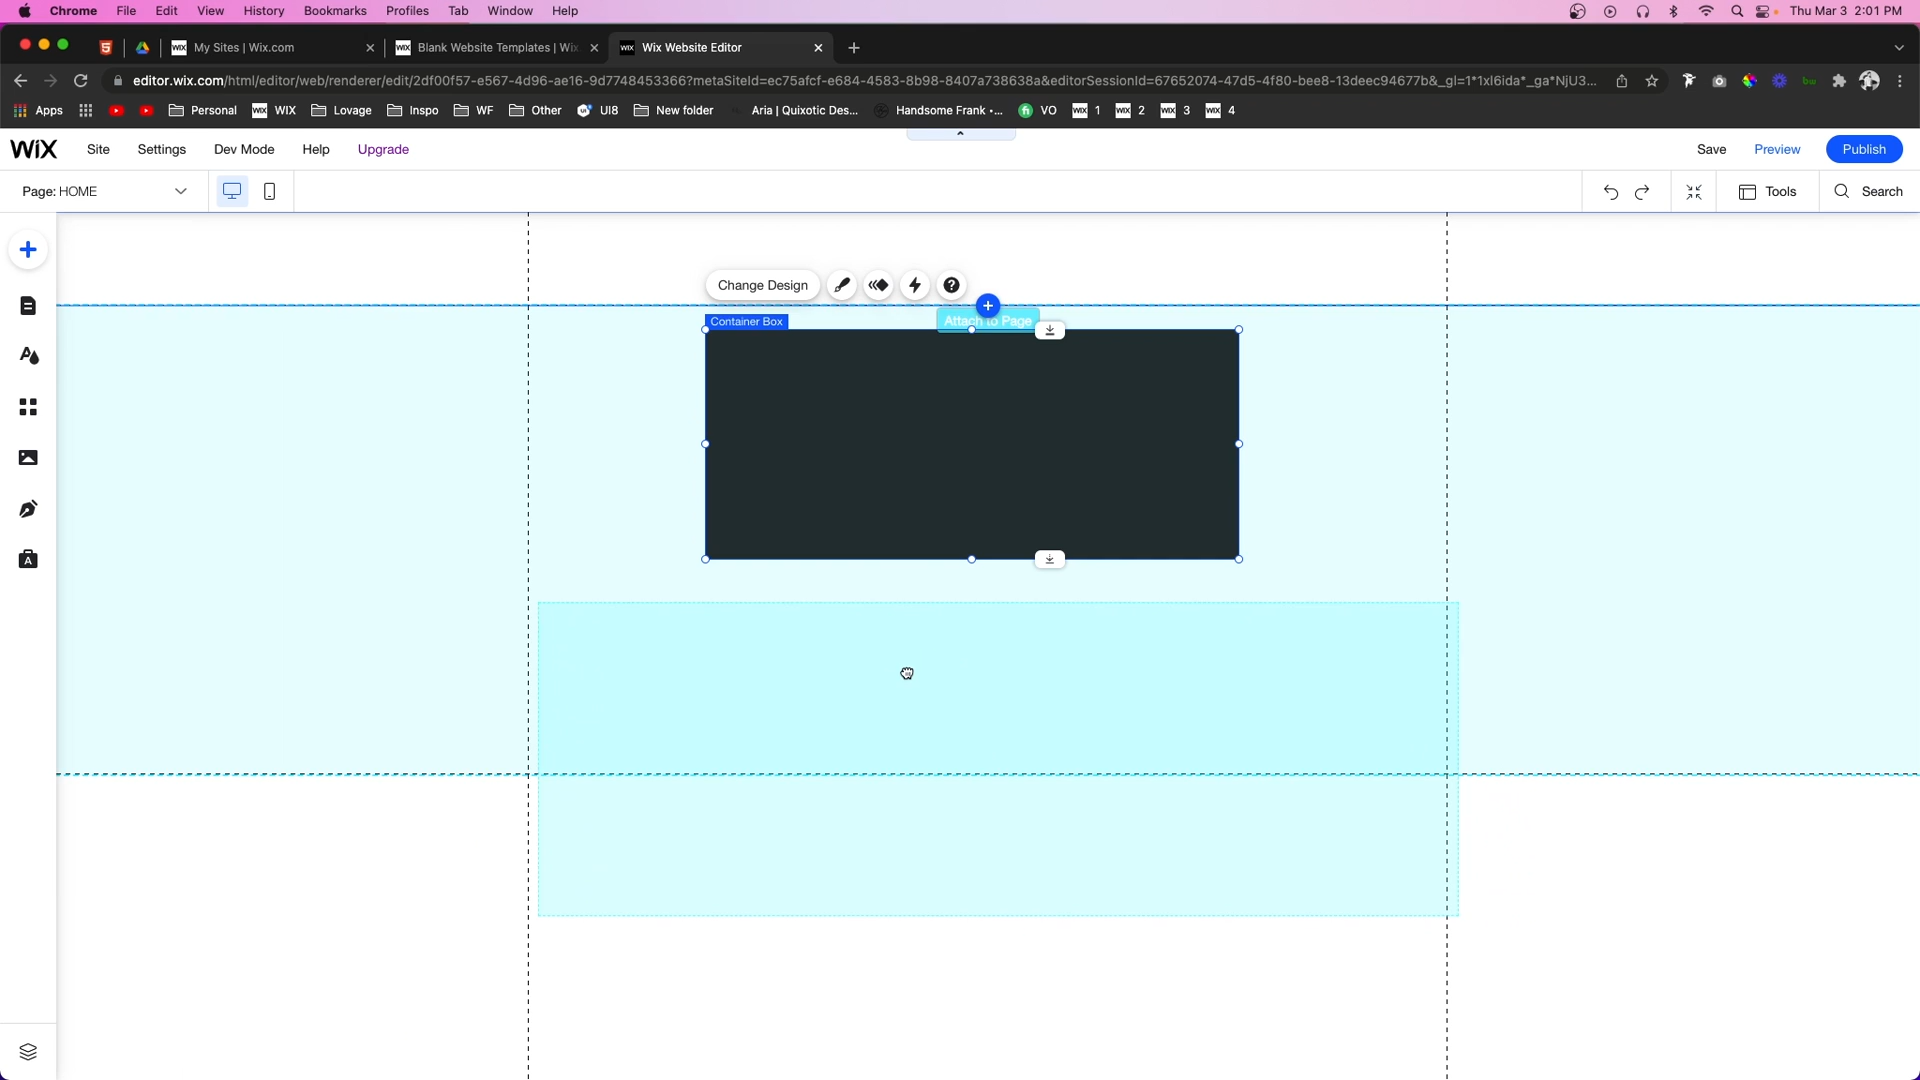 Chrome File Edit View History Bookmarks Profiles Tab Window Help Thu Mar 3 2:01 PM
My Sites | Wix.com Blank Website Templates | Wix Wix Website Editor
editor.wix.com/html/editor/web/renderer/edit/2df00f57-e567-4d96-ae16-9d7748453366?metaSiteId=ec75afcf-e684-4583-8b98-8407a738638a&editorSessionId=67652074-47d5-4f80-bee8-13deec94677b&_gl=1*1xl6ida*_ga*NjU3...
Apps Personal WIX Lovage Inspo WF Other UI8 New folder Aria | Quixotic Des... Handsome Frank •... VO 1 2 3 4
WIX Site Settings Dev Mode Help Upgrade Save Preview Publish
Page: HOME Tools Search
Change Design
Container Box Attach to Page